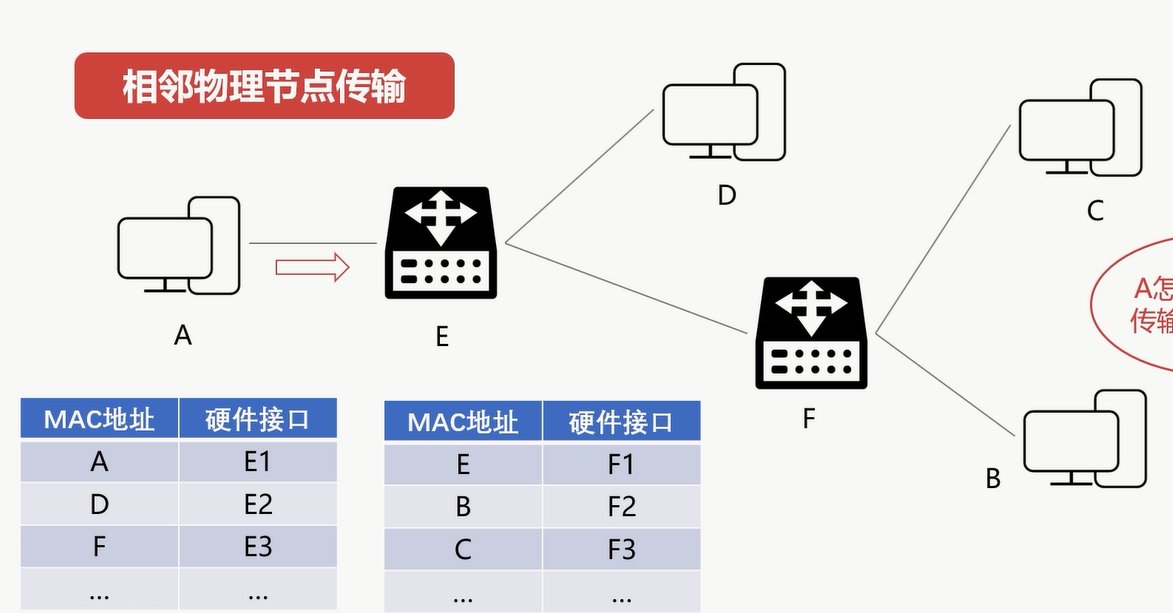 相邻物理节点传输
D
C
A怎
传输
A
E
F
B
MAC地址 硬件接口
A E1
D E2
F E3
... ...
MAC地址 硬件接口
E F1
B F2
C F3
... ...